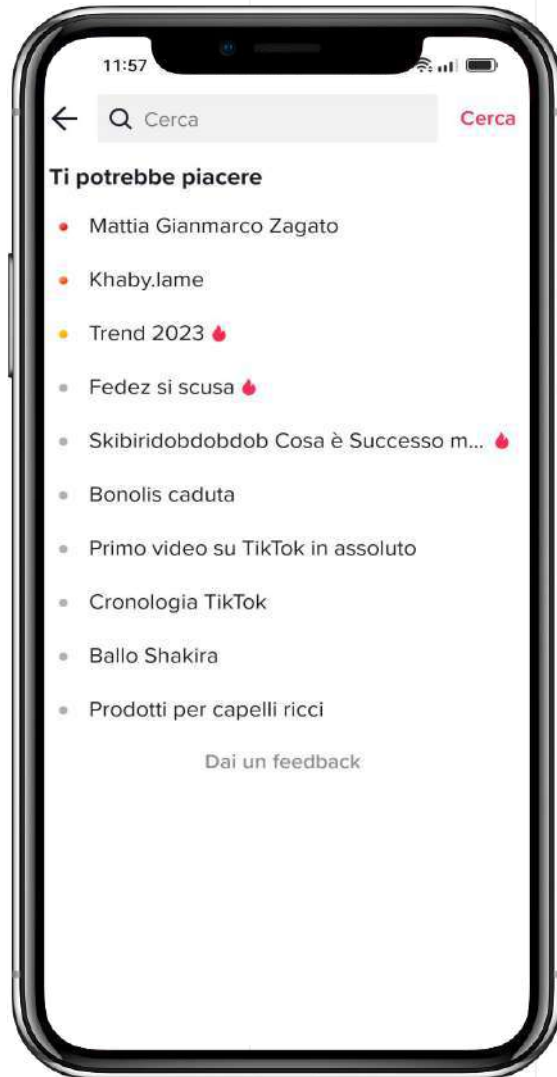 11:57
Cerca Cerca
Ti potrebbe piacere
Mattia Gianmarco Zagato
Khaby.lame
Trend 2023
Fedez si scusa
Skibiridobdobdob Cosa è Successo m...
Bonolis caduta
Primo video su TikTok in assoluto
Cronologia TikTok
Ballo Shakira
Prodotti per capelli ricci
Dai un feedback